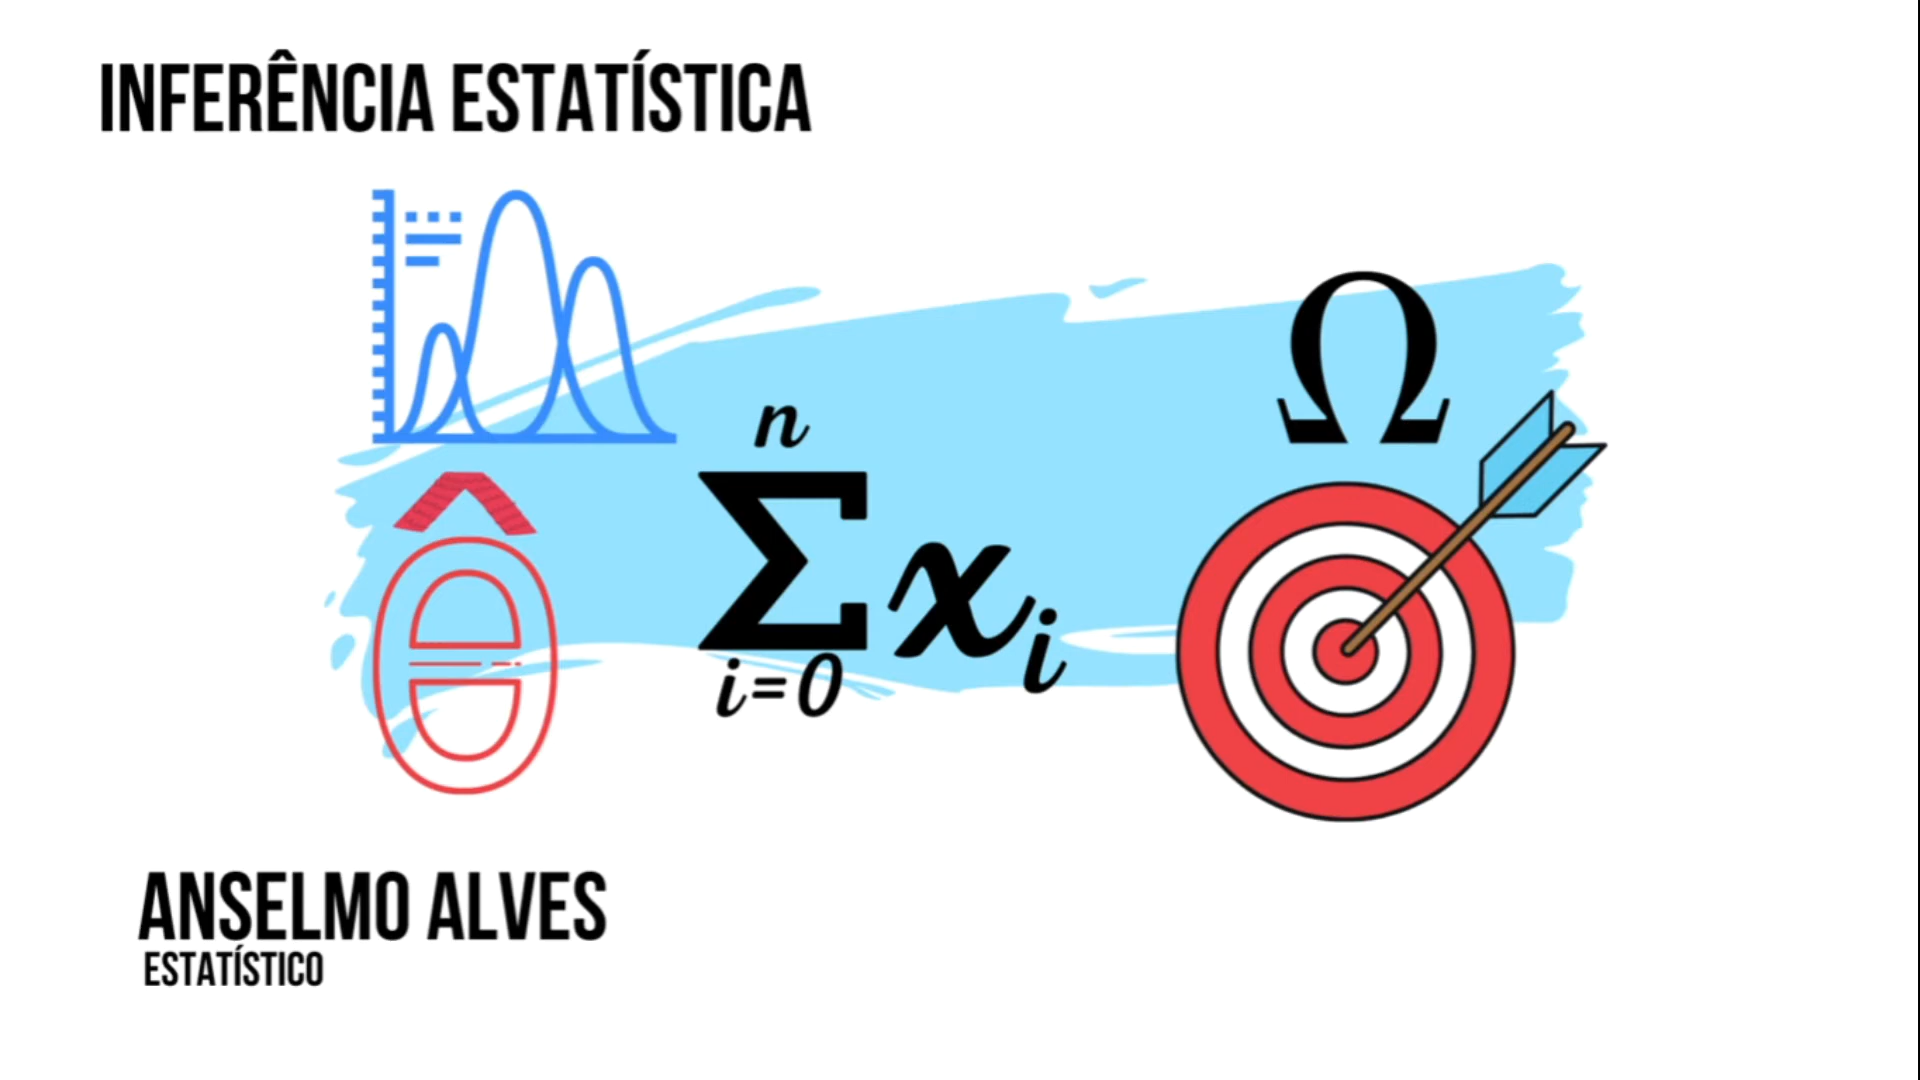 INFERÊNCIA ESTATÍSTICA
Ω
n
Σxi
i=0
θ̂
ANSELMO ALVES
ESTATÍSTICO